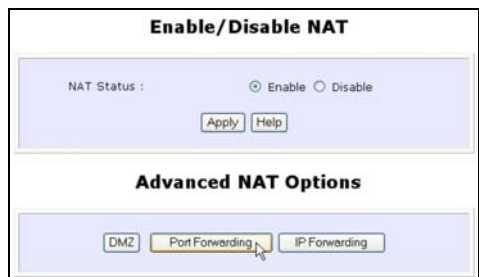 Enable/Disable NAT
NAT Status : Enable Disable
Apply Help
Advanced NAT Options
DMZ Port Forwarding IP Forwarding